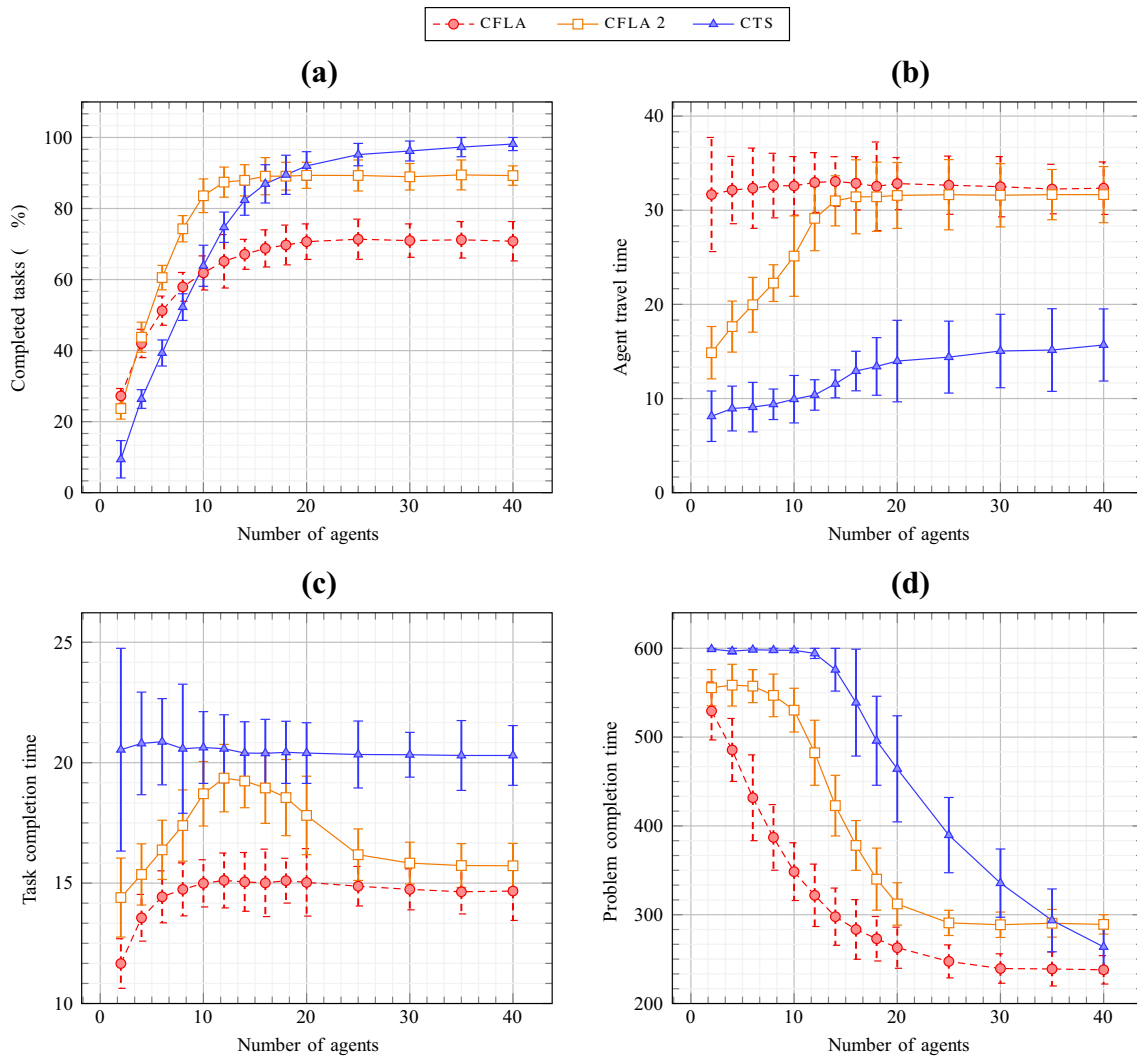 CFLA CFLA 2 CTS
(a)
100
80
60
40
20
0
Completed tasks ( %)
0 10 20 30 40
Number of agents
(b)
40
30
20
10
0
Agent travel time
0 10 20 30 40
Number of agents
(c)
25
20
15
10
Task completion time
0 10 20 30 40
Number of agents
(d)
600
500
400
300
200
Problem completion time
0 10 20 30 40
Number of agents